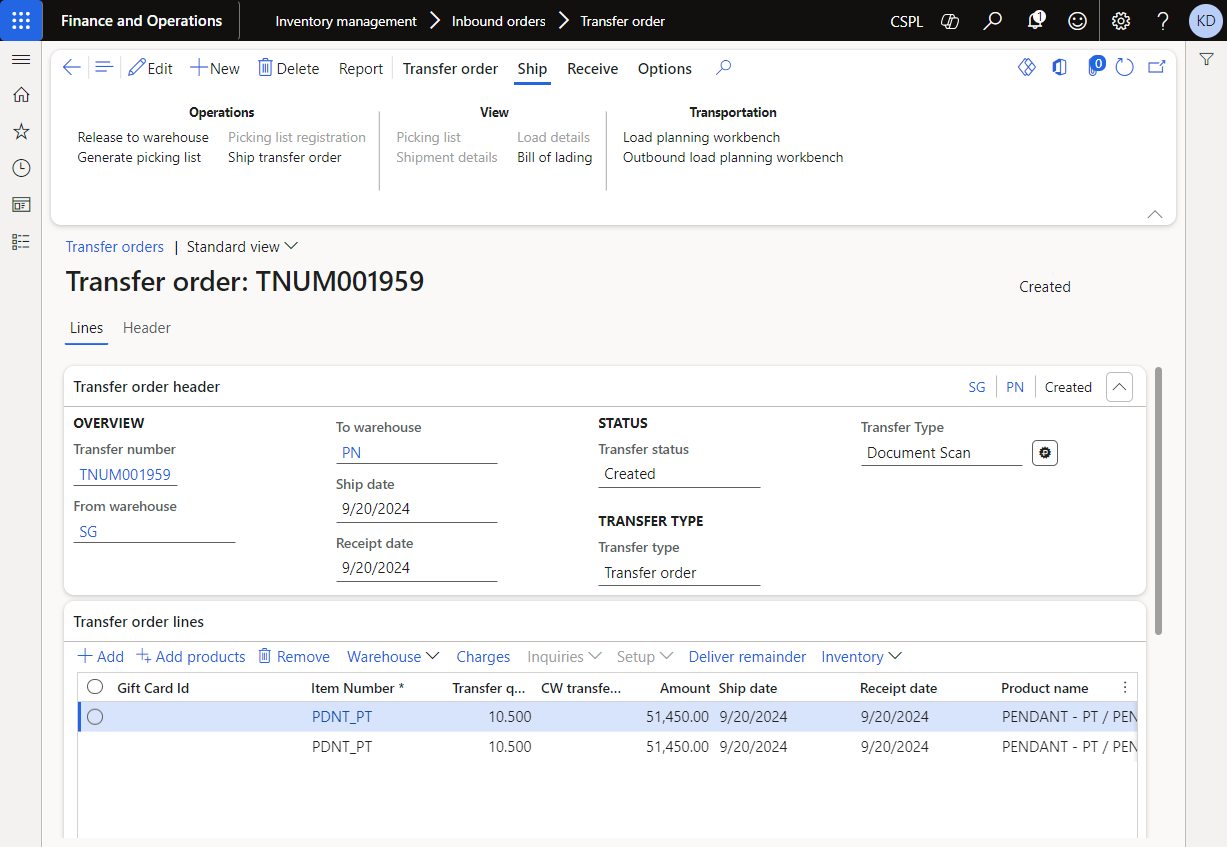 Finance and Operations
Inventory management Inbound orders Transfer order
CSPL 1 ? KD
Edit New Delete Report Transfer order Ship Receive Options 0
Operations
Release to warehouse Picking list registration
Generate picking list Ship transfer order
View
Picking list Load details
Shipment details Bill of lading
Transportation
Load planning workbench
Outbound load planning workbench
Transfer orders | Standard view
Transfer order: TNUM001959
Created
Lines Header
Transfer order header
SG PN Created
OVERVIEW
Transfer number
TNUM001959
From warehouse
SG
To warehouse
PN
Ship date
9/20/2024
Receipt date
9/20/2024
STATUS
Transfer status
Created
TRANSFER TYPE
Transfer type
Transfer order
Transfer Type
Document Scan
Transfer order lines
Add Add products Remove Warehouse Charges Inquiries Setup Deliver remainder Inventory
Gift Card Id Item Number * Transfer q... CW transfe... Amount Ship date Receipt date Product name
PDNT_PT 10.500 51,450.00 9/20/2024 9/20/2024 PENDANT - PT / PEN
PDNT_PT 10.500 51,450.00 9/20/2024 9/20/2024 PENDANT - PT / PEN